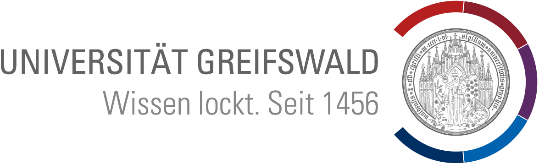 UNIVERSITÄT GREIFSWALD
Wissen lockt. Seit 1456